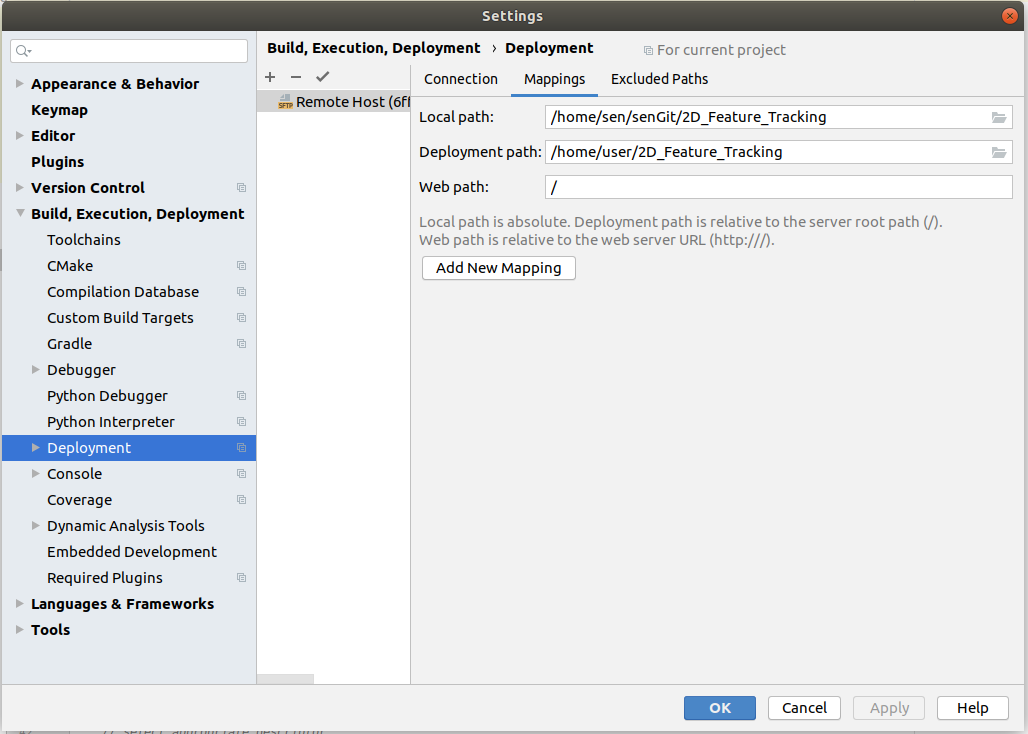 Settings
Build, Execution, Deployment › Deployment
For current project
Appearance & Behavior
Keymap
Editor
Plugins
Version Control
Build, Execution, Deployment
Toolchains
CMake
Compilation Database
Custom Build Targets
Gradle
Debugger
Python Debugger
Python Interpreter
Deployment
Console
Coverage
Dynamic Analysis Tools
Embedded Development
Required Plugins
Languages & Frameworks
Tools
SFTP Remote Host (6ff
Connection Mappings Excluded Paths
Local path: /home/sen/senGit/2D_Feature_Tracking
Deployment path: /home/user/2D_Feature_Tracking
Web path: /
Local path is absolute. Deployment path is relative to the server root path (/).
Web path is relative to the web server URL (http:///).
Add New Mapping
OK Cancel Apply Help